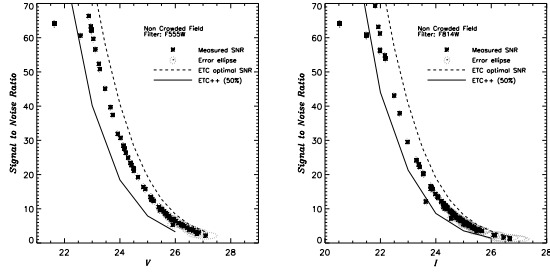 70
60
50
40
30
20
10
0
Signal to Noise Ratio
Non Crowded Field
Filter: F555W
Measured SNR
Error ellipse
ETC optimal SNR
ETC++ (50%)
22 24 26 28
V
70
60
50
40
30
20
10
0
Signal to Noise Ratio
Non Crowded Field
Filter: F814W
Measured SNR
Error ellipse
ETC optimal SNR
ETC++ (50%)
20 22 24 26 28
I